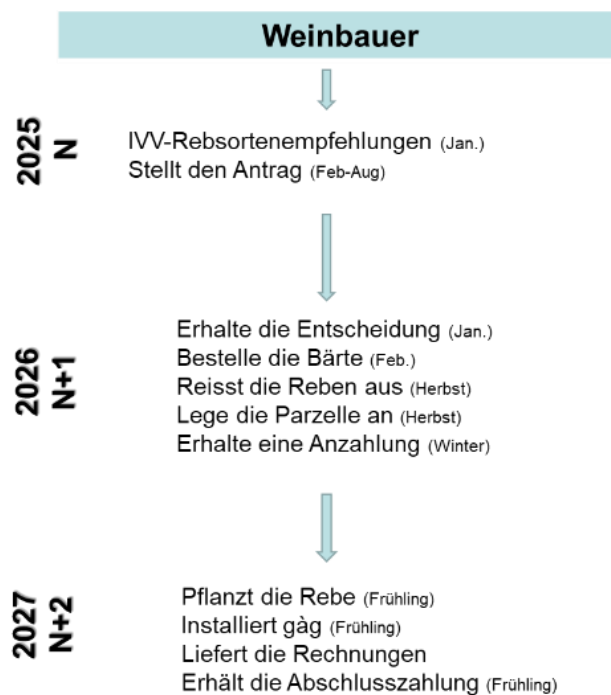 Weinbauer
2025
N
IVV-Rebsortenempfehlungen (Jan.)
Stellt den Antrag (Feb-Aug)
2026
N+1
Erhalte die Entscheidung (Jan.)
Bestelle die Bärte (Feb.)
Reisst die Reben aus (Herbst)
Lege die Parzelle an (Herbst)
Erhalte eine Anzahlung (Winter)
2027
N+2
Pflanzt die Rebe (Frühling)
Installiert gàg (Frühling)
Liefert die Rechnungen
Erhält die Abschlusszahlung (Frühling)